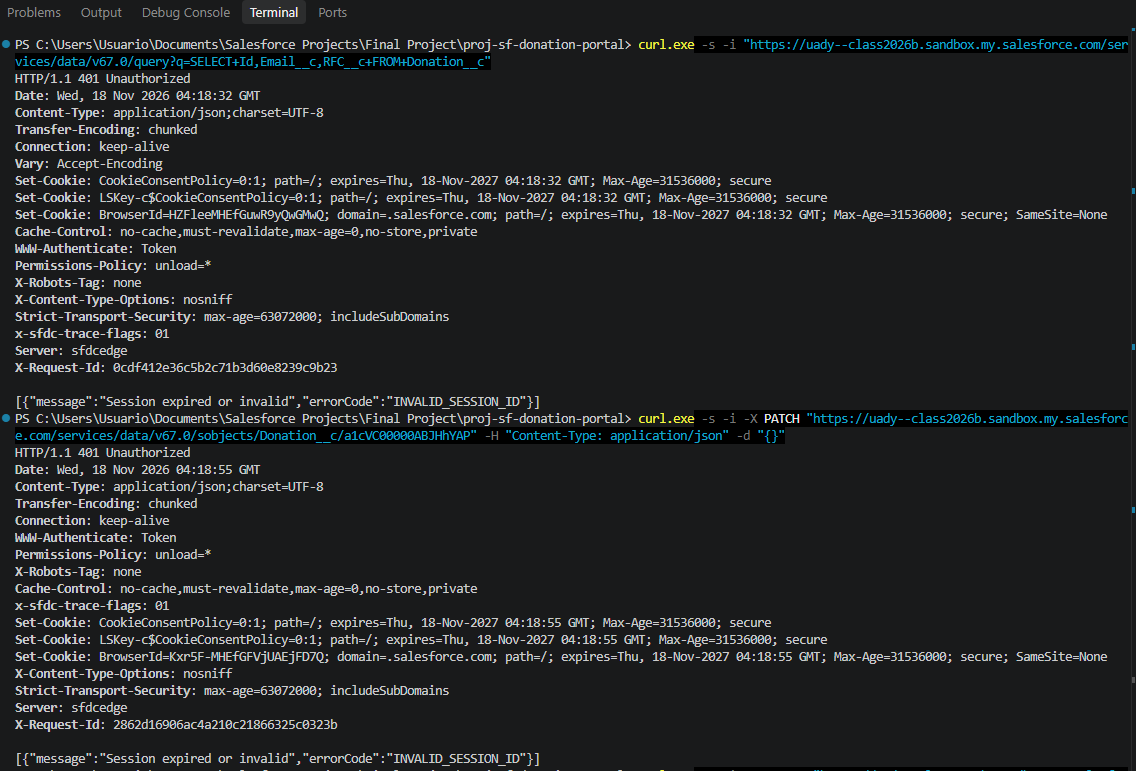 Problems Output Debug Console Terminal Ports
PS C:\Users\Usuario\Documents\Salesforce Projects\Final Project\proj-sf-donation-portal> curl.exe -s -i "https://uady--class2026b.sandbox.my.salesforce.com/ser
vices/data/v67.0/query?q=SELECT+Id,Email__c,RFC__c+FROM+Donation__c"
HTTP/1.1 401 Unauthorized
Date: Wed, 18 Nov 2026 04:18:32 GMT
Content-Type: application/json;charset=UTF-8
Transfer-Encoding: chunked
Connection: keep-alive
Vary: Accept-Encoding
Set-Cookie: CookieConsentPolicy=0:1; path=/; expires=Thu, 18-Nov-2027 04:18:32 GMT; Max-Age=31536000; secure
Set-Cookie: LSKey-c$CookieConsentPolicy=0:1; path=/; expires=Thu, 18-Nov-2027 04:18:32 GMT; Max-Age=31536000; secure
Set-Cookie: BrowserId=HZFleeMHEfGuwR9yQwGMwQ; domain=.salesforce.com; path=/; expires=Thu, 18-Nov-2027 04:18:32 GMT; Max-Age=31536000; secure; SameSite=None
Cache-Control: no-cache,must-revalidate,max-age=0,no-store,private
WWW-Authenticate: Token
Permissions-Policy: unload=*
X-Robots-Tag: none
X-Content-Type-Options: nosniff
Strict-Transport-Security: max-age=63072000; includeSubDomains
x-sfdc-trace-flags: 01
Server: sfdcedge
X-Request-Id: 0cdf412e36c5b2c71b3d60e8239c9b23
[{"message":"Session expired or invalid","errorCode":"INVALID_SESSION_ID"}]
PS C:\Users\Usuario\Documents\Salesforce Projects\Final Project\proj-sf-donation-portal> curl.exe -s -i -X PATCH "https://uady--class2026b.sandbox.my.salesforc
e.com/services/data/v67.0/sobjects/Donation__c/a1cVC00000ABJHhYAP" -H "Content-Type: application/json" -d "{}"
HTTP/1.1 401 Unauthorized
Date: Wed, 18 Nov 2026 04:18:55 GMT
Content-Type: application/json;charset=UTF-8
Transfer-Encoding: chunked
Connection: keep-alive
WWW-Authenticate: Token
Permissions-Policy: unload=*
X-Robots-Tag: none
Cache-Control: no-cache,must-revalidate,max-age=0,no-store,private
x-sfdc-trace-flags: 01
Set-Cookie: CookieConsentPolicy=0:1; path=/; expires=Thu, 18-Nov-2027 04:18:55 GMT; Max-Age=31536000; secure
Set-Cookie: LSKey-c$CookieConsentPolicy=0:1; path=/; expires=Thu, 18-Nov-2027 04:18:55 GMT; Max-Age=31536000; secure
Set-Cookie: BrowserId=Kxr5F-MHEfGFVjUAEjFD7Q; domain=.salesforce.com; path=/; expires=Thu, 18-Nov-2027 04:18:55 GMT; Max-Age=31536000; secure; SameSite=None
X-Content-Type-Options: nosniff
Strict-Transport-Security: max-age=63072000; includeSubDomains
Server: sfdcedge
X-Request-Id: 2862d16906ac4a210c21866325c0323b
[{"message":"Session expired or invalid","errorCode":"INVALID_SESSION_ID"}]